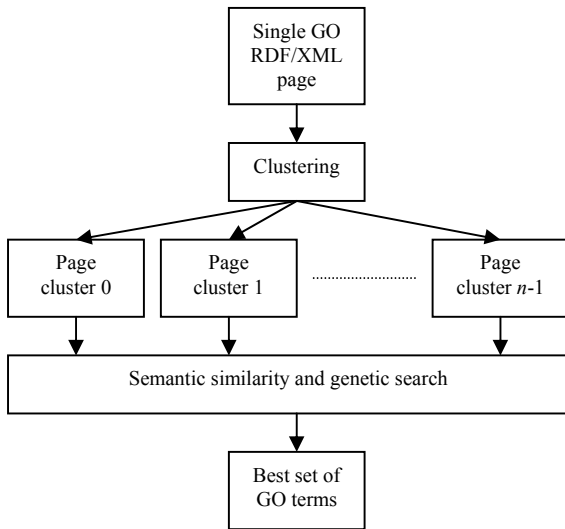 Single GO
RDF/XML
page
Clustering
Page
cluster 0
Page
cluster 1
Page
cluster n-1
Semantic similarity and genetic search
Best set of
GO terms